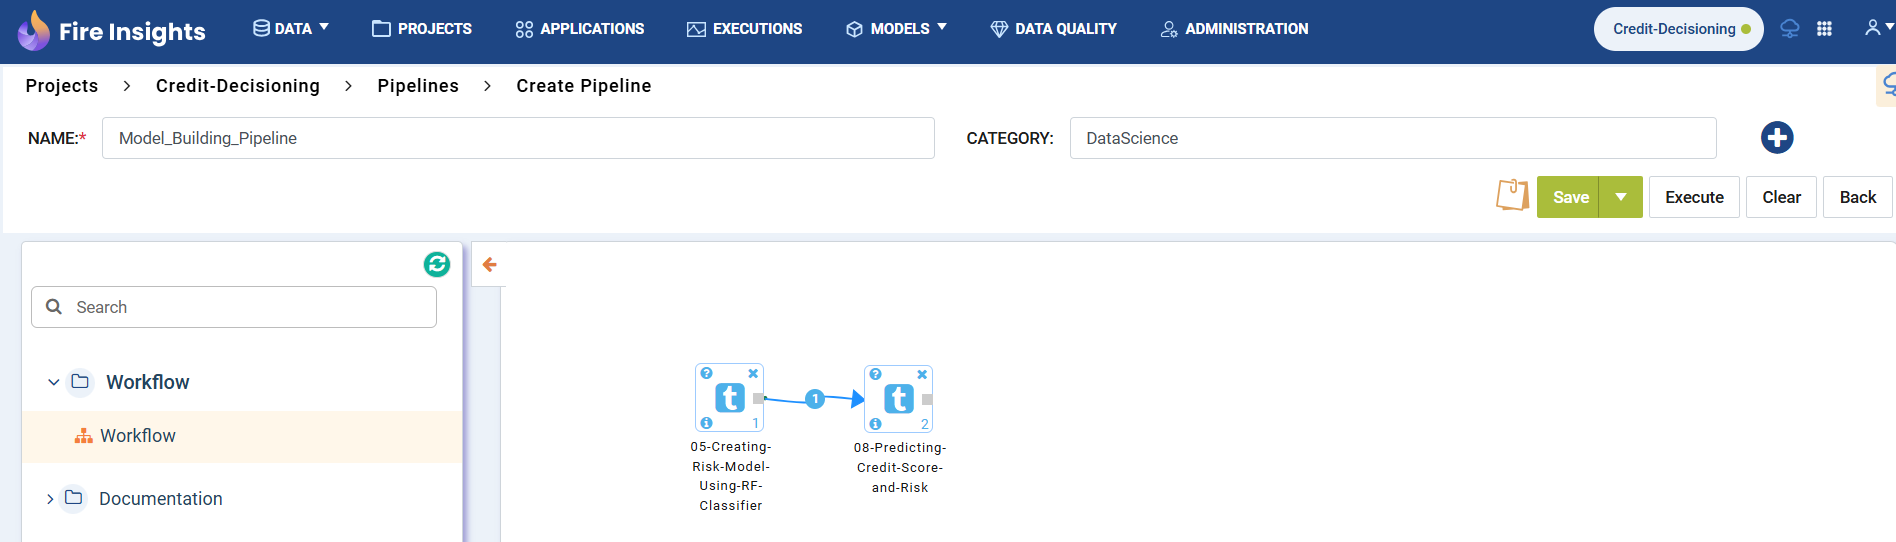 Fire Insights
DATA
PROJECTS
APPLICATIONS
EXECUTIONS
MODELS
DATA QUALITY
ADMINISTRATION
Credit-Decisioning
Projects > Credit-Decisioning > Pipelines > Create Pipeline
NAME:* Model_Building_Pipeline
CATEGORY: DataScience
Save
Execute
Clear
Back
Search
Workflow
Workflow
Documentation
t
1
1
t
2
05-Creating-
Risk-Model-
Using-RF-
Classifier
08-Predicting-
Credit-Score-
and-Risk